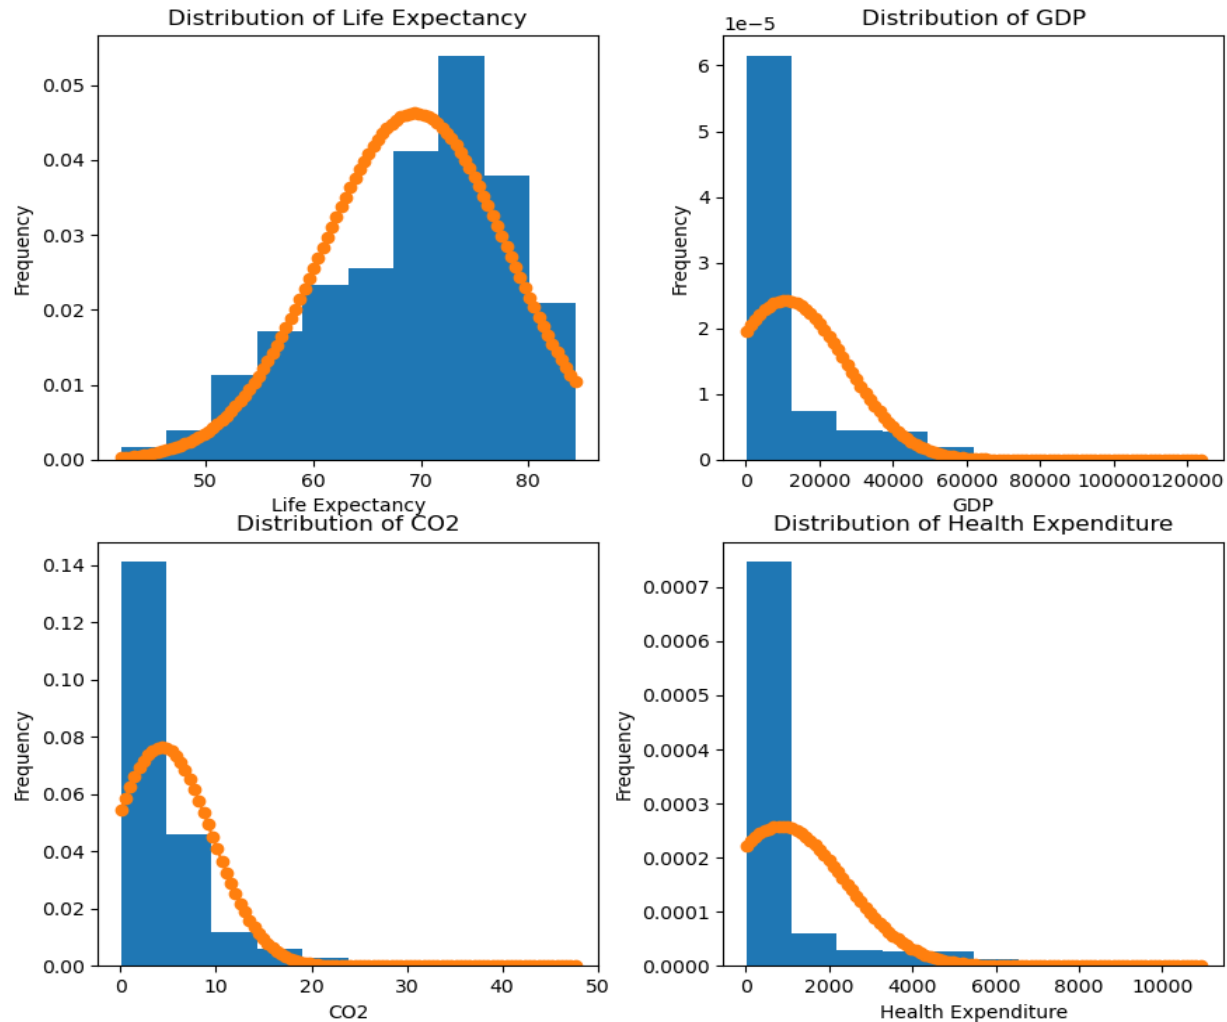 Distribution of Life Expectancy
Frequency
0.05
0.04
0.03
0.02
0.01
0.00
50 60 70 80
Life Expectancy
Distribution of GDP
1e−5
Frequency
6
5
4
3
2
1
0
0 20000 40000 60000 80000 100000 120000
GDP
Distribution of CO2
Frequency
0.14
0.12
0.10
0.08
0.06
0.04
0.02
0.00
0 10 20 30 40 50
CO2
Distribution of Health Expenditure
Frequency
0.0007
0.0006
0.0005
0.0004
0.0003
0.0002
0.0001
0.0000
0 2000 4000 6000 8000 10000
Health Expenditure